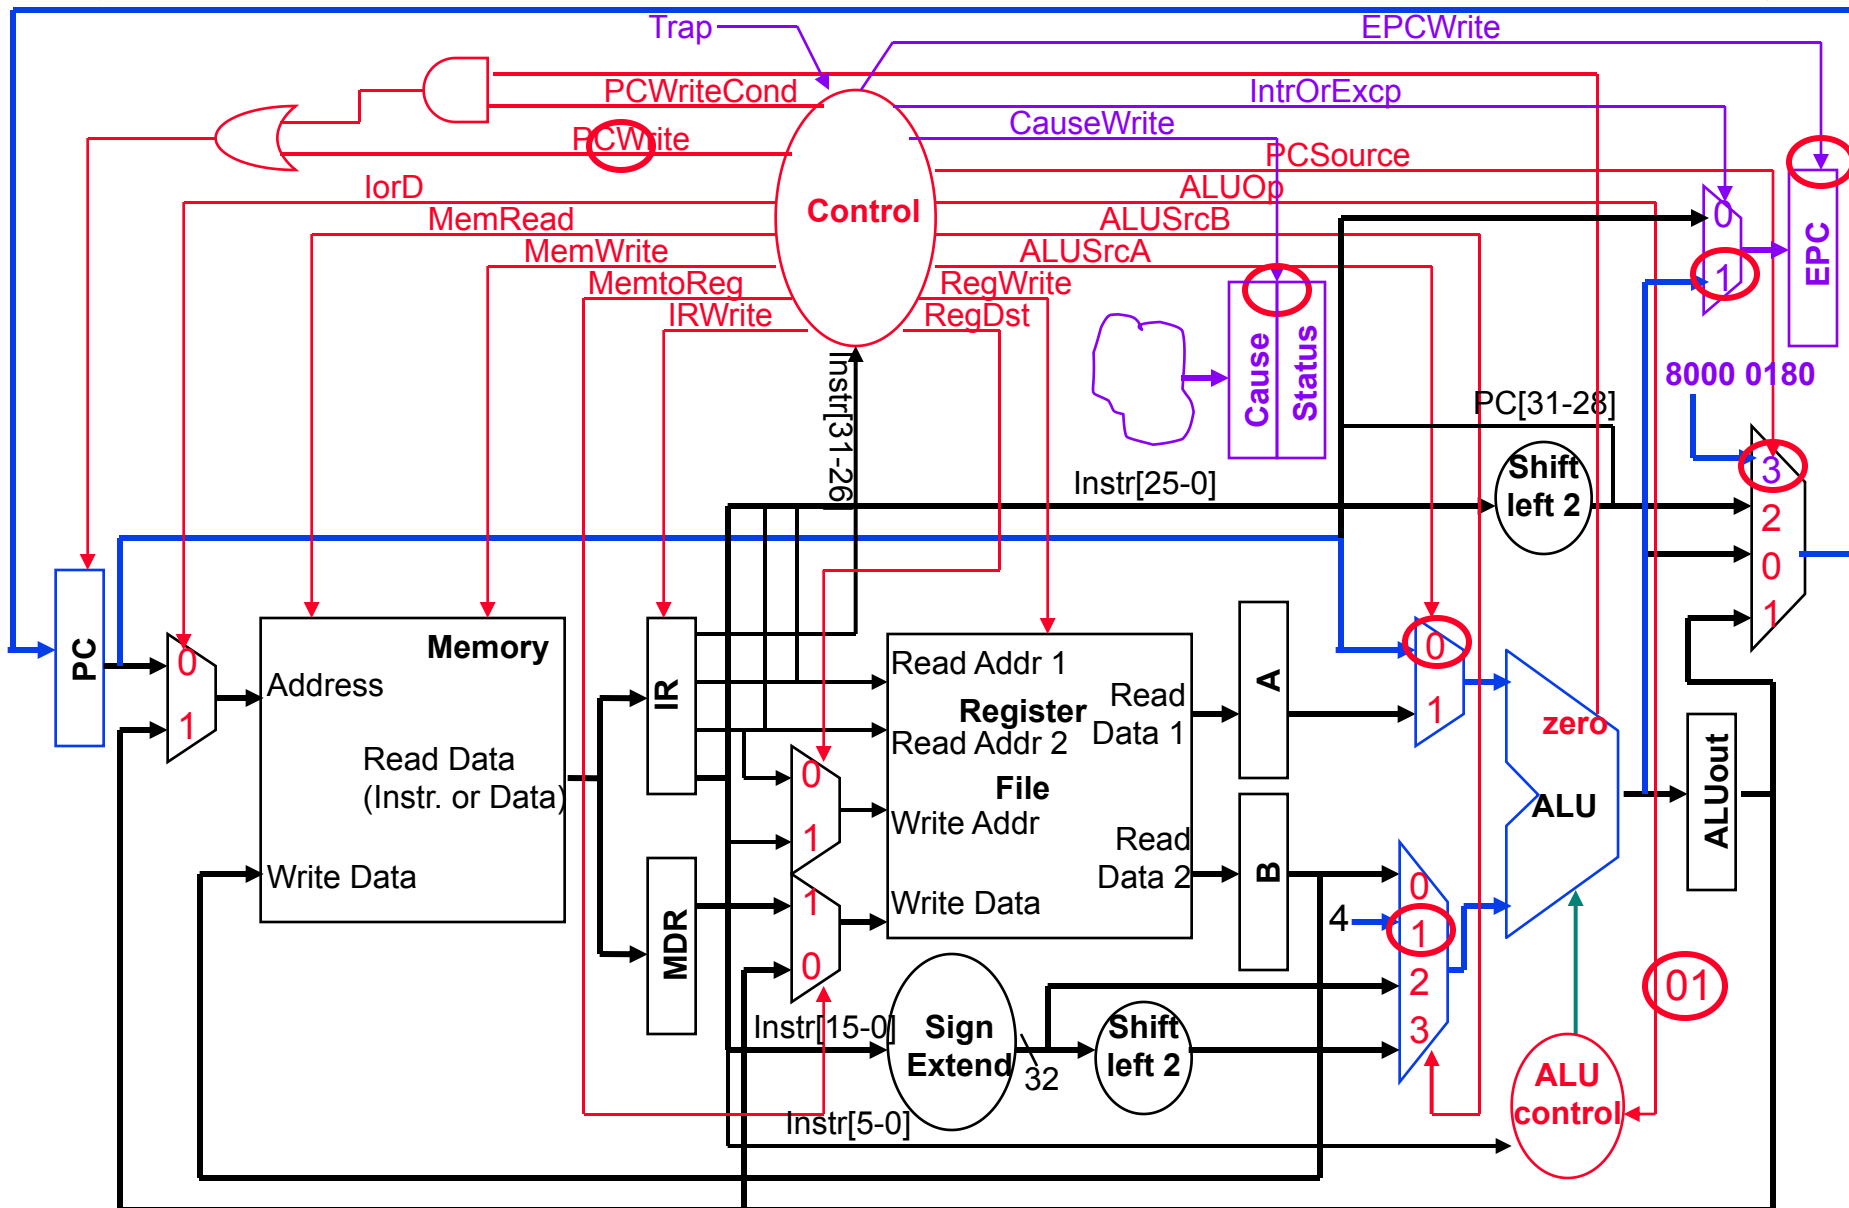 Trap
EPCWrite
PCWriteCond
IntrOrExcp
CauseWrite
PCWrite
PCSource
IorD
ALUOp
Control
MemRead
ALUSrcB
MemWrite
ALUSrcA
MemtoReg
RegWrite
IRWrite
RegDst
0
1
EPC
Instr[31-26]
Cause
Status
8000 0180
PC[31-28]
Instr[25-0]
Shift
left 2
3
2
0
1
PC
0
1
Memory
Address
Read Data
(Instr. or Data)
Write Data
IR
MDR
0
1
1
0
Read Addr 1
Register
Read Addr 2
File
Write Addr
Write Data
Read
Data 1
Read
Data 2
A
B
0
1
zero
ALU
ALUout
4
0
1
2
3
01
Instr[15-0]
Sign
Extend
32
Shift
left 2
ALU
control
Instr[5-0]